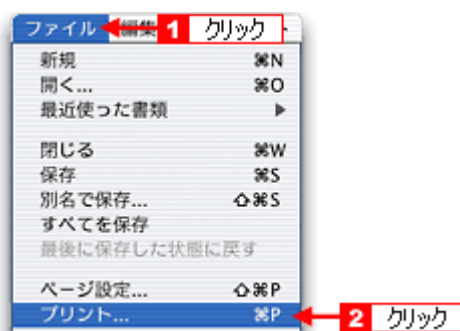 ファイル 編集 1 クリック
新規 ⌘N
開く... ⌘O
最近使った書類 ▶
閉じる ⌘W
保存 ⌘S
別名で保存... ⇧⌘S
すべてを保存
最後に保存した状態に戻す
ページ設定... ⇧⌘P
プリント... ⌘P 2 クリック